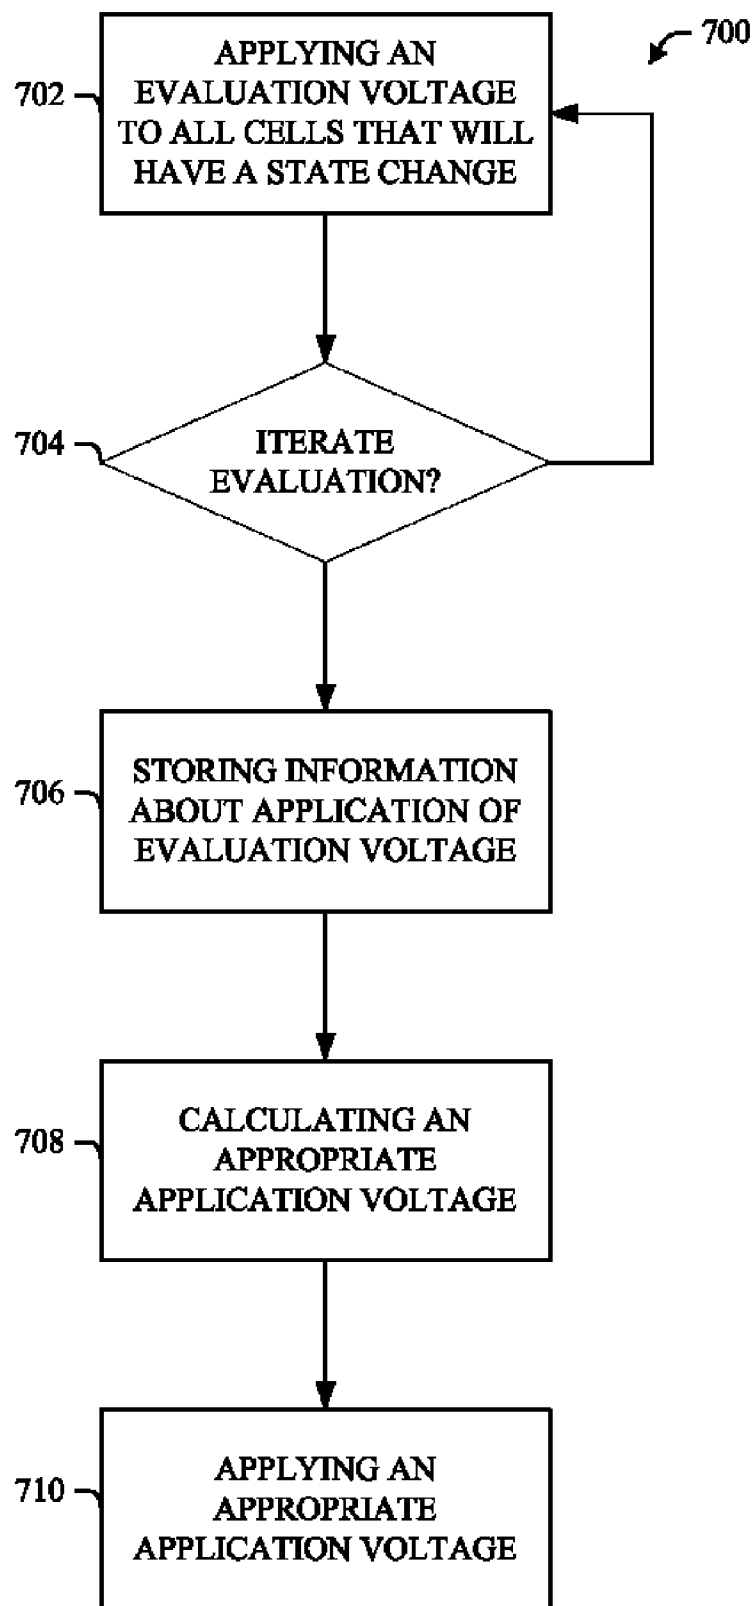 700
702
APPLYING AN
EVALUATION VOLTAGE
TO ALL CELLS THAT WILL
HAVE A STATE CHANGE
704
ITERATE
EVALUATION?
706
STORING INFORMATION
ABOUT APPLICATION OF
EVALUATION VOLTAGE
708
CALCULATING AN
APPROPRIATE
APPLICATION VOLTAGE
710
APPLYING AN
APPROPRIATE
APPLICATION VOLTAGE